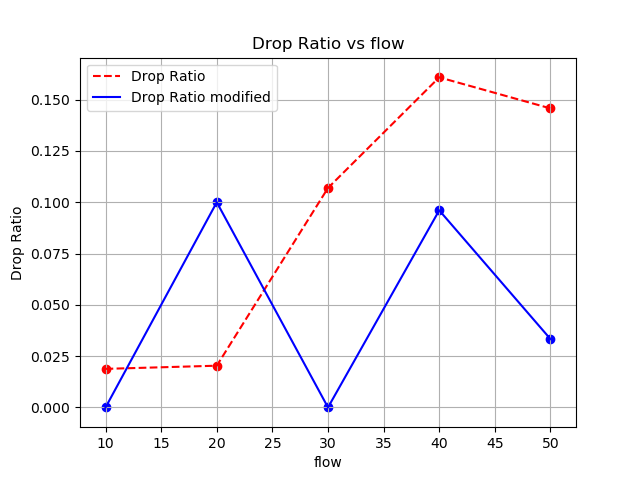 Drop Ratio vs flow
Drop Ratio
Drop Ratio modified
0.150
0.125
0.100
0.075
0.050
0.025
0.000
Drop Ratio
10 15 20 25 30 35 40 45 50
flow